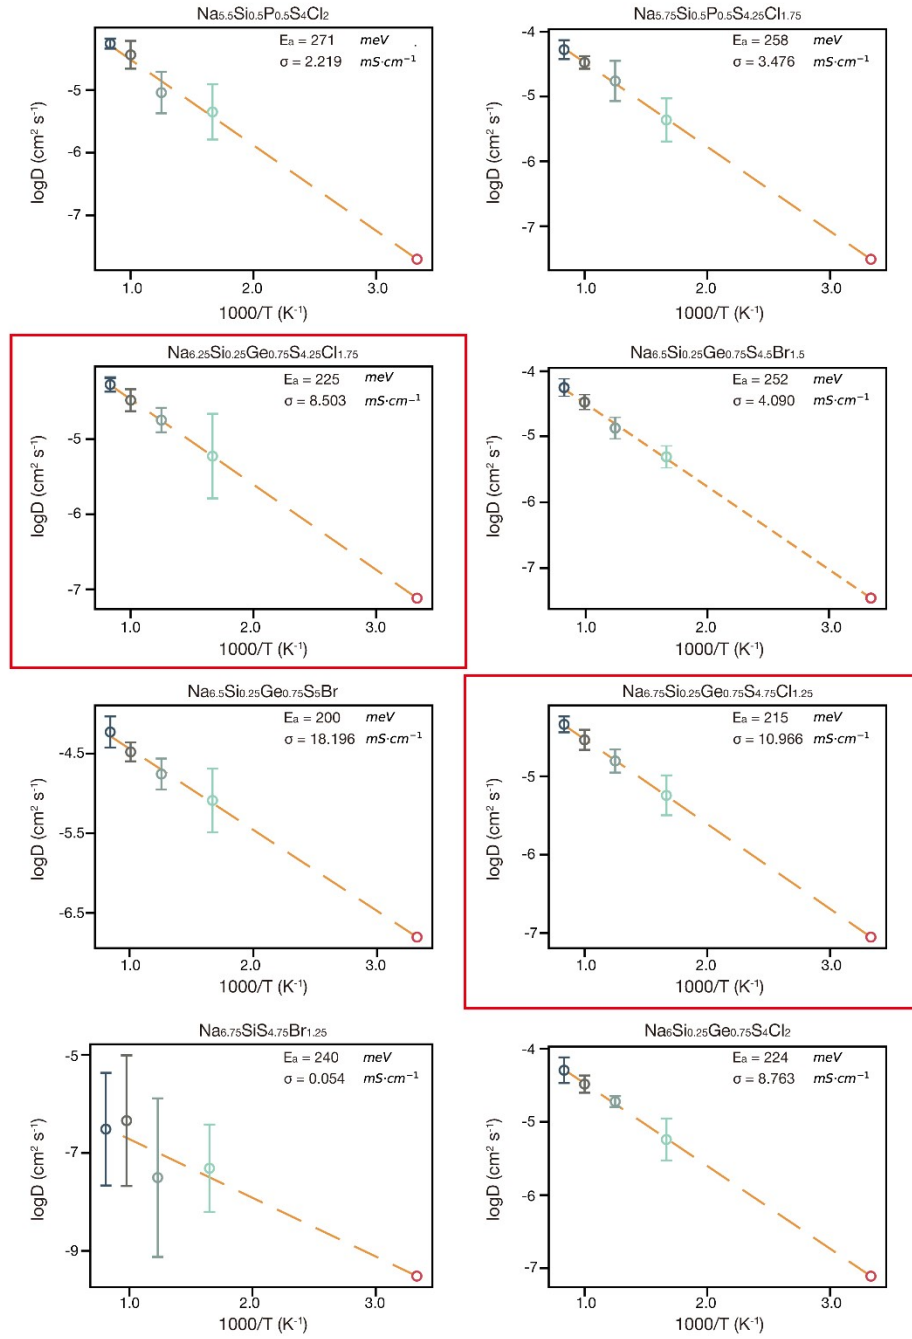 Na5.5Si0.5P0.5S4Cl2
Ea = 271 meV
σ = 2.219 mS·cm⁻¹
logD (cm² s⁻¹)
-5
-6
-7
1.0 2.0 3.0
1000/T (K⁻¹)
Na5.75Si0.5P0.5S4.25Cl1.75
Ea = 258 meV
σ = 3.476 mS·cm⁻¹
logD (cm² s⁻¹)
-4
-5
-6
-7
1.0 2.0 3.0
1000/T (K⁻¹)
Na6.25Si0.25Ge0.75S4.25Cl1.75
Ea = 225 meV
σ = 8.503 mS·cm⁻¹
logD (cm² s⁻¹)
-5
-6
-7
1.0 2.0 3.0
1000/T (K⁻¹)
Na6.5Si0.25Ge0.75S4.5Br1.5
Ea = 252 meV
σ = 4.090 mS·cm⁻¹
logD (cm² s⁻¹)
-4
-5
-6
-7
1.0 2.0 3.0
1000/T (K⁻¹)
Na6.5Si0.25Ge0.75S5Br
Ea = 200 meV
σ = 18.196 mS·cm⁻¹
logD (cm² s⁻¹)
-4.5
-5.5
-6.5
1.0 2.0 3.0
1000/T (K⁻¹)
Na6.75Si0.25Ge0.75S4.75Cl1.25
Ea = 215 meV
σ = 10.966 mS·cm⁻¹
logD (cm² s⁻¹)
-5
-6
-7
1.0 2.0 3.0
1000/T (K⁻¹)
Na6.75SiS4.75Br1.25
Ea = 240 meV
σ = 0.054 mS·cm⁻¹
logD (cm² s⁻¹)
-5
-7
-9
1.0 2.0 3.0
1000/T (K⁻¹)
Na6Si0.25Ge0.75S4Cl2
Ea = 224 meV
σ = 8.763 mS·cm⁻¹
logD (cm² s⁻¹)
-4
-5
-6
-7
1.0 2.0 3.0
1000/T (K⁻¹)